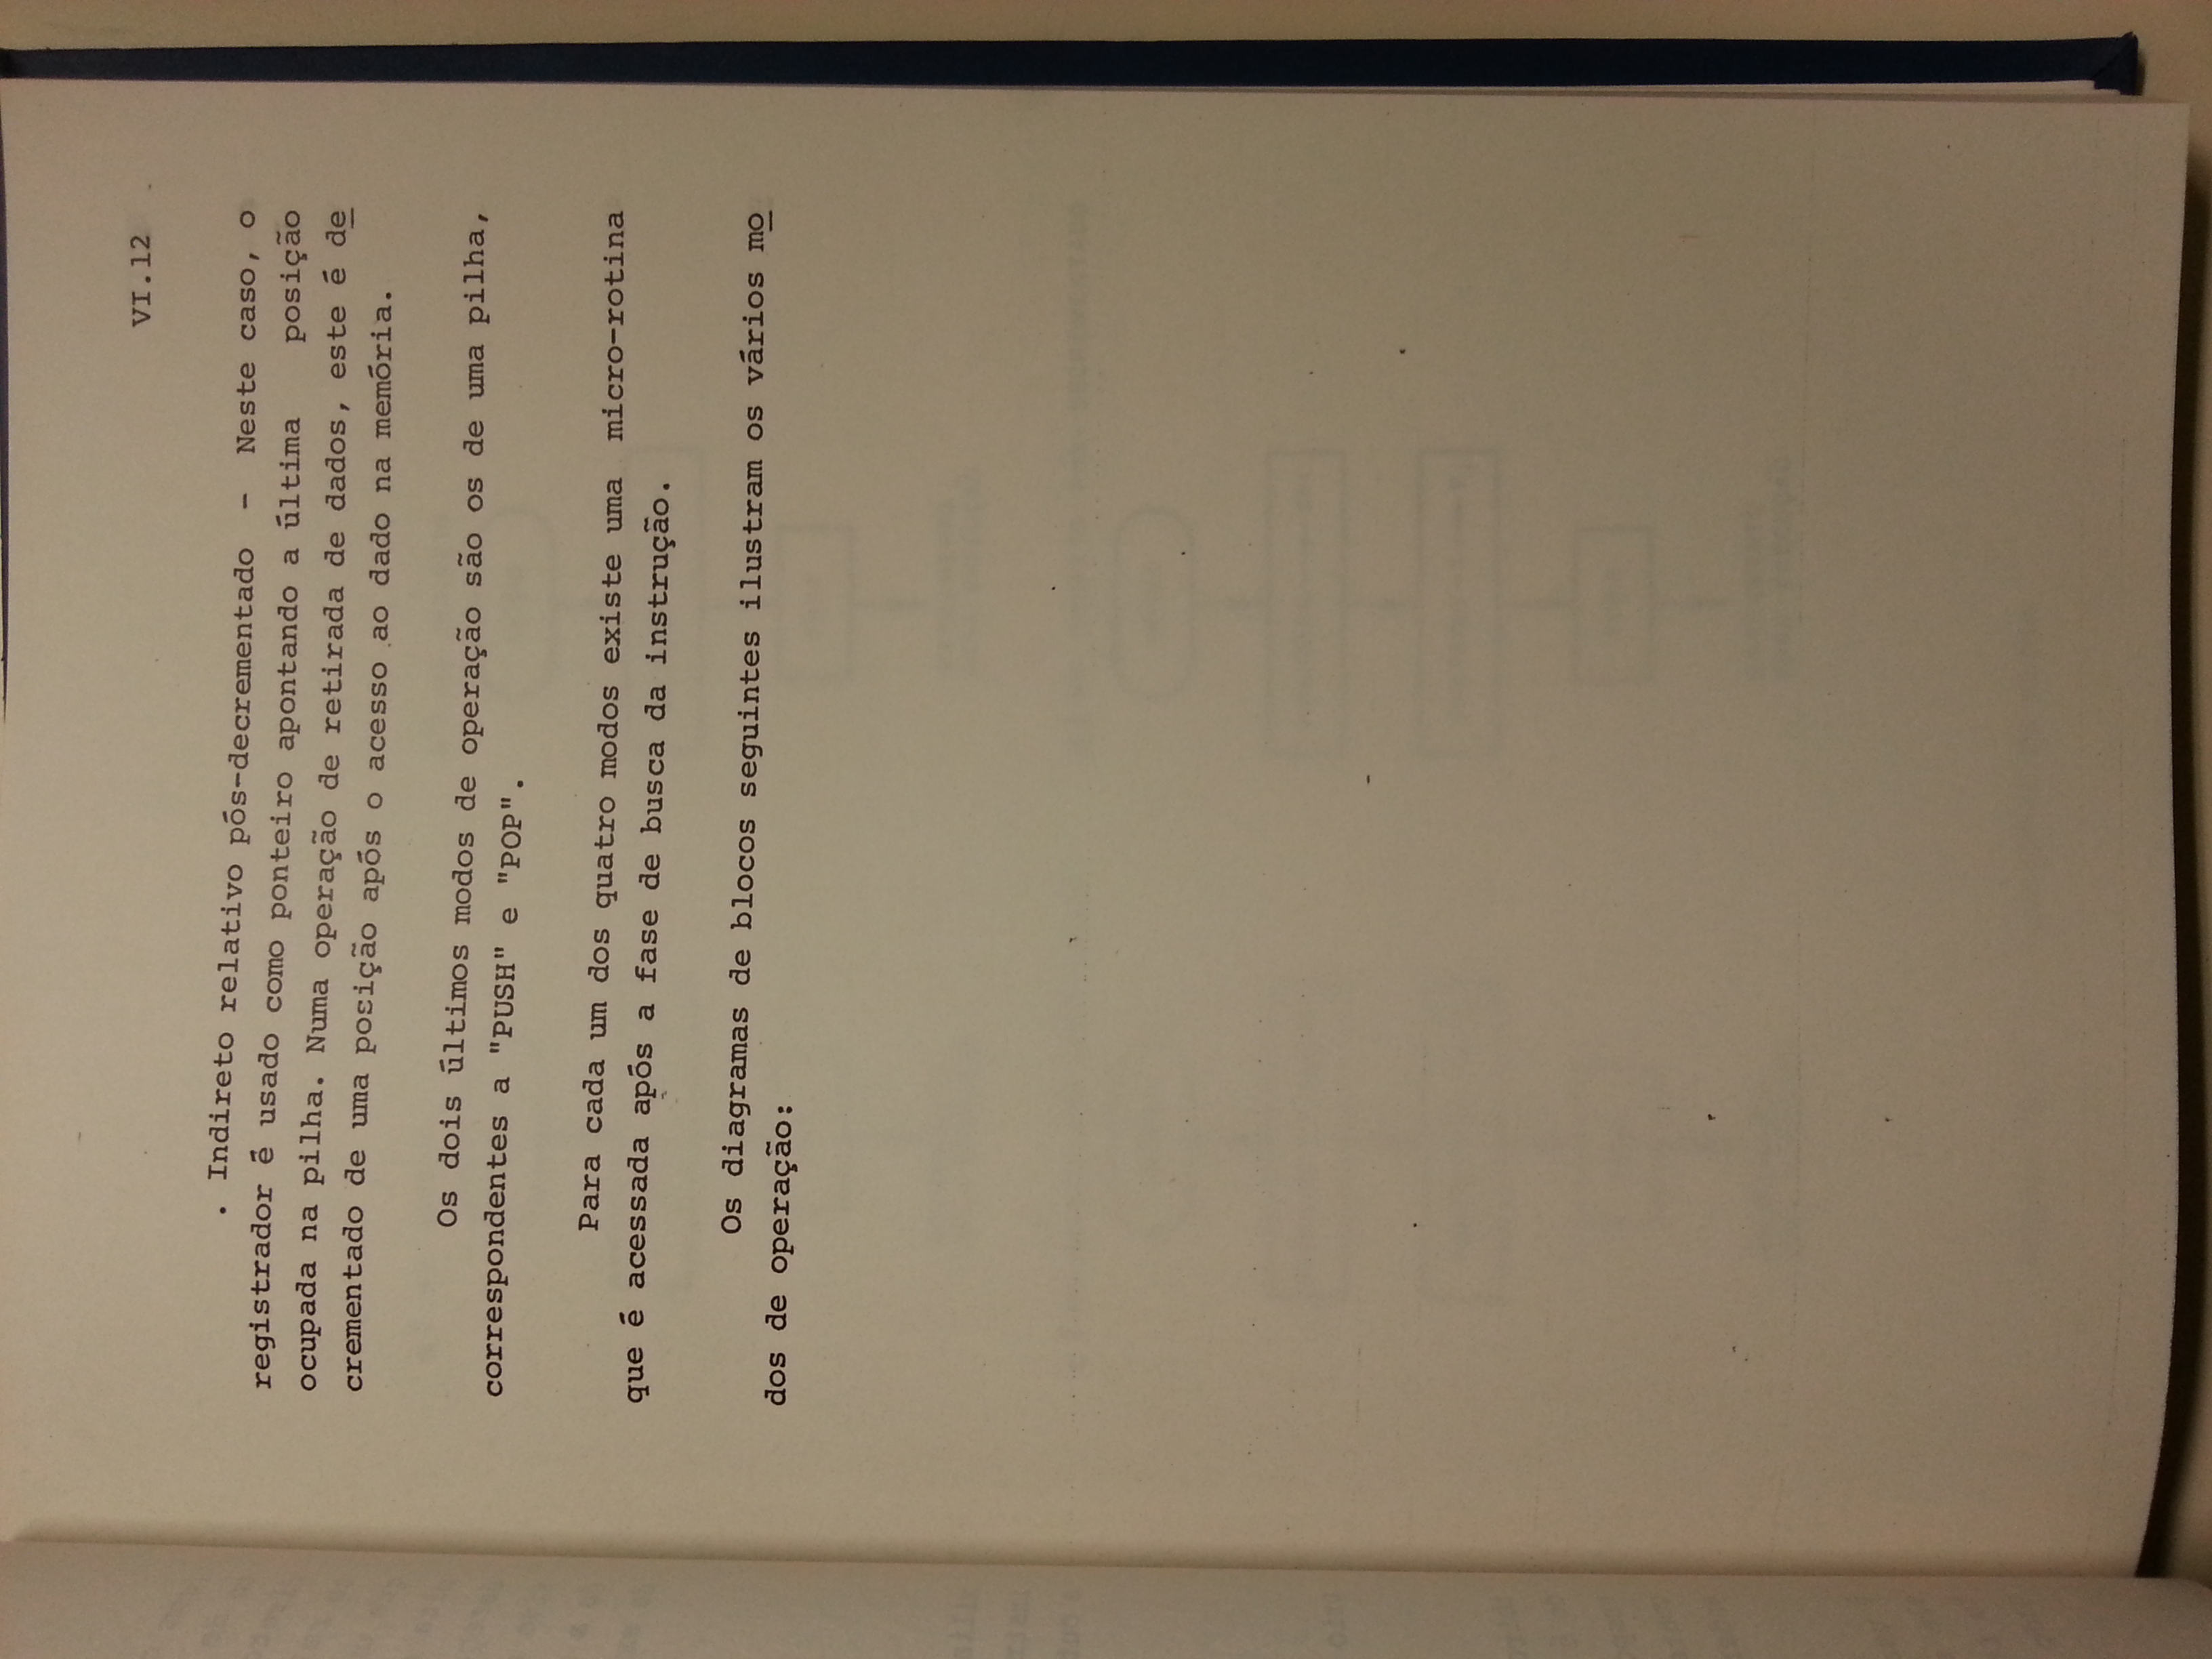 VI.12
. Indireto relativo pós-decrementado - Neste caso, o
registrador é usado como ponteiro apontando a última posição
ocupada na pilha. Numa operação de retirada de dados, este é de
crementado de uma posição após o acesso ao dado na memória.
Os dois últimos modos de operação são os de uma pilha,
correspondentes a "PUSH" e "POP".
Para cada um dos quatro modos existe uma micro-rotina
que é acessada após a fase de busca da instrução.
Os diagramas de blocos seguintes ilustram os vários mo
dos de operação: